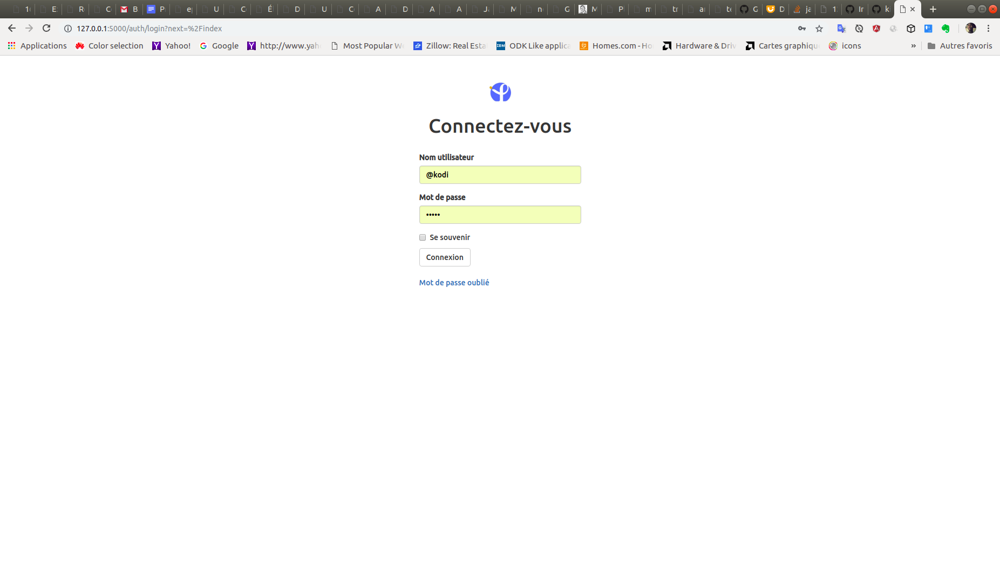 1 E R C B P e U C É D U C A D A A J M n G M P m t a t G D ja 1 I k
127.0.0.1:5000/auth/login?next=%2Findex
Applications Color selection Yahoo! Google http://www.yah Most Popular W Zillow: Real Esta ODK Like applica Homes.com - Ho Hardware & Driv Cartes graphiqu icons » Autres favoris
Connectez-vous
Nom utilisateur
@kodi
Mot de passe
•••••
Se souvenir
Connexion
Mot de passe oublié